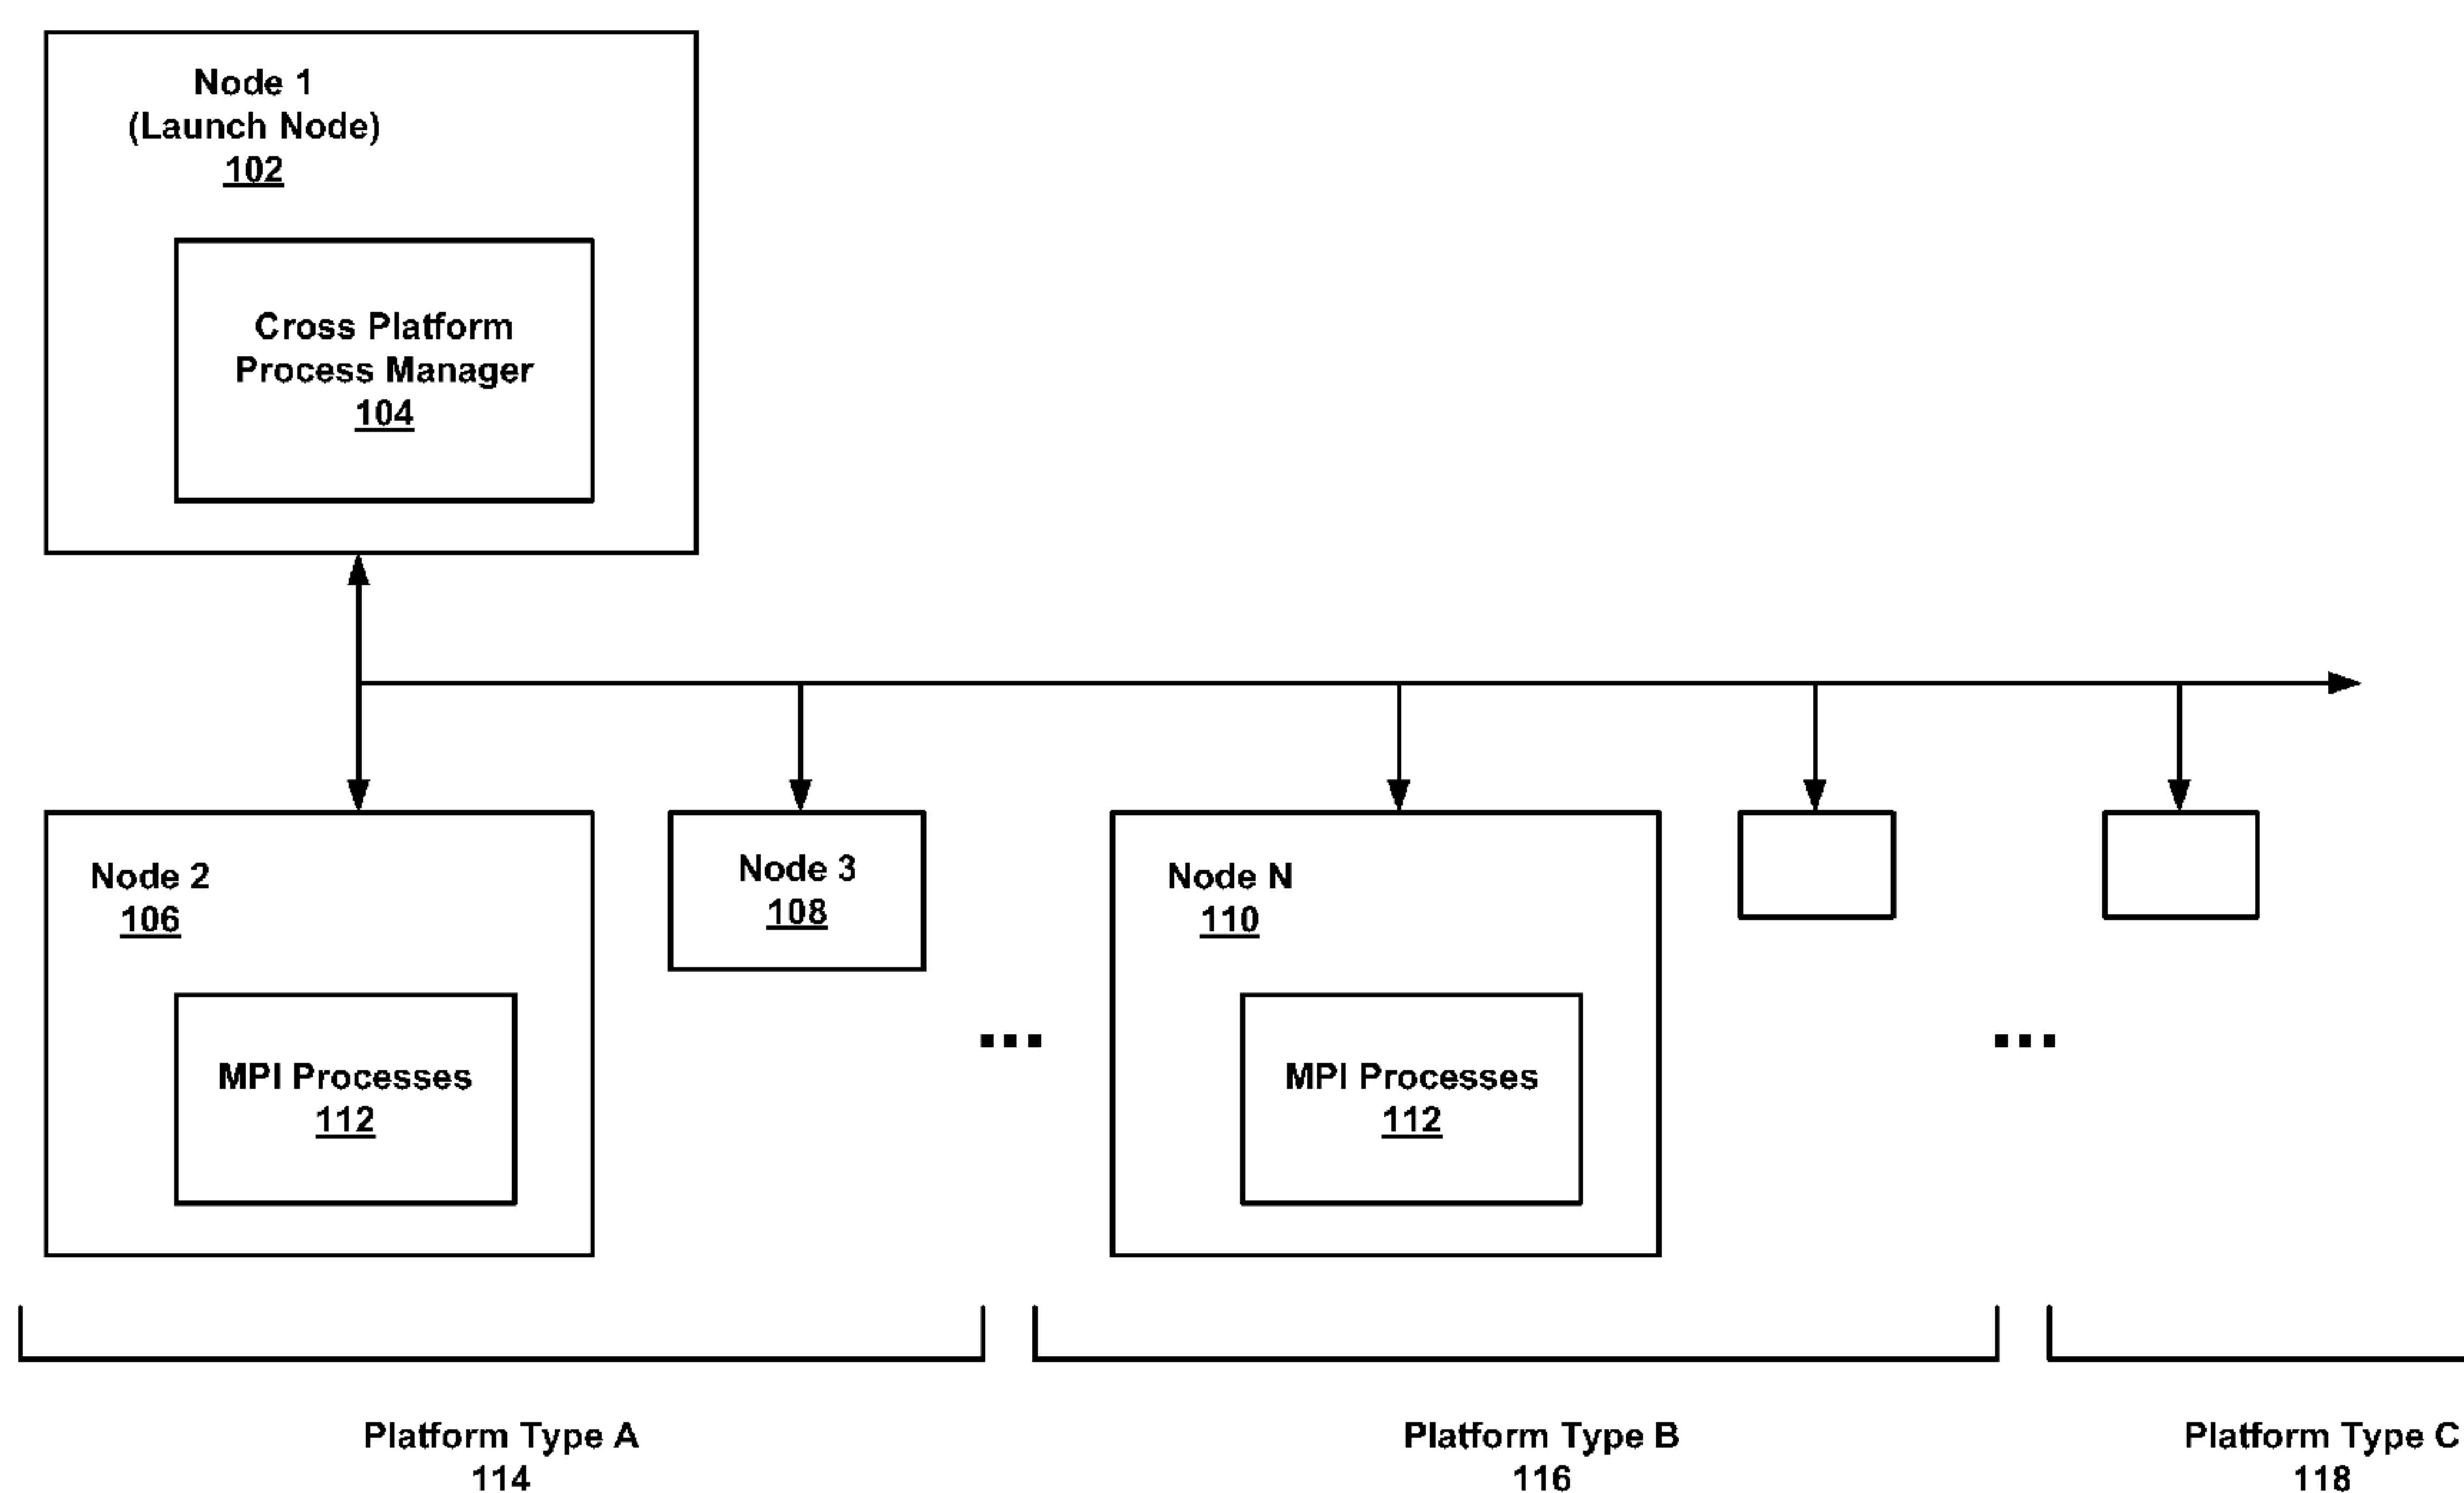 Node 1
(Launch Node)
102
Cross Platform
Process Manager
104
Node 2
106
MPI Processes
112
Node 3
108
...
Node N
110
MPI Processes
112
...
Platform Type A
114
Platform Type B
116
Platform Type C
118